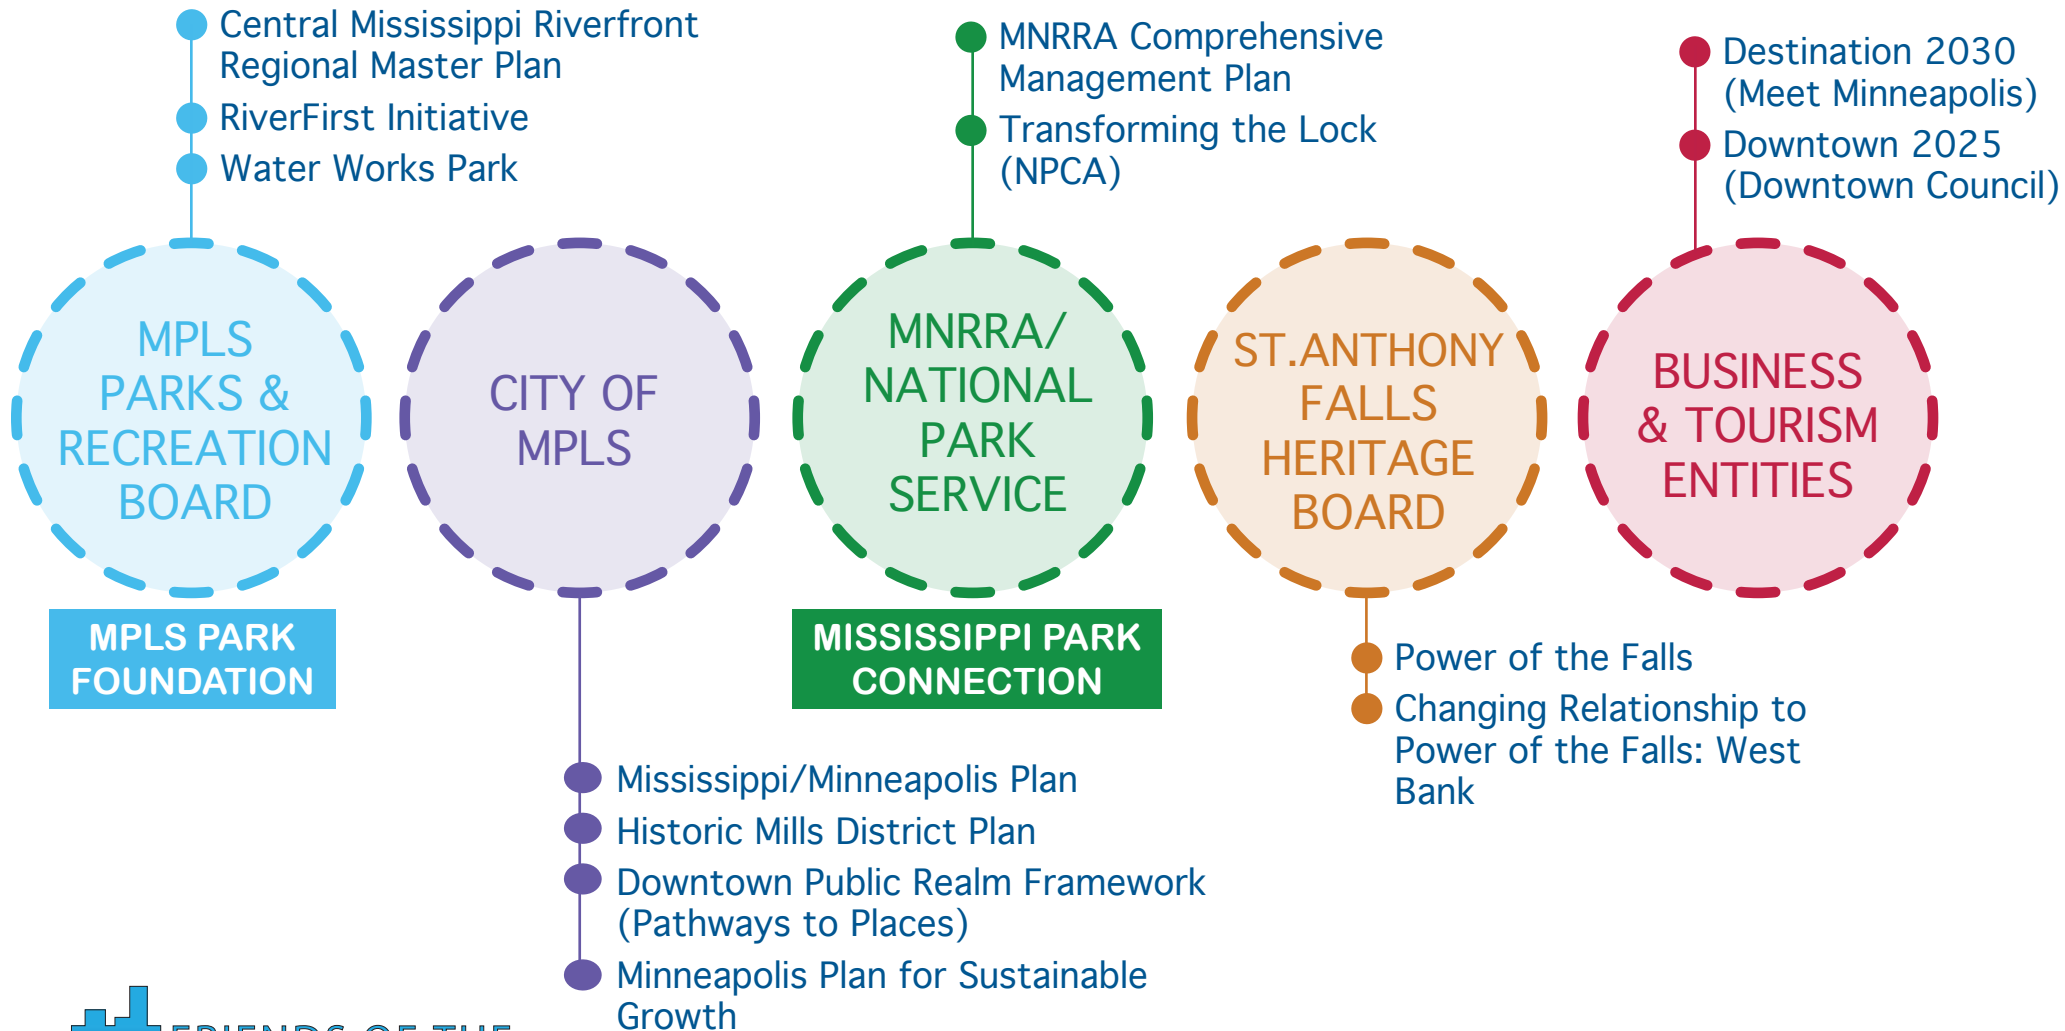 Central Mississippi Riverfront
Regional Master Plan
RiverFirst Initiative
Water Works Park
MNRRA Comprehensive
Management Plan
Transforming the Lock
(NPCA)
Destination 2030
(Meet Minneapolis)
Downtown 2025
(Downtown Council)
MPLS
PARKS &
RECREATION
BOARD
CITY OF
MPLS
MNRRA/
NATIONAL
PARK
SERVICE
ST.ANTHONY
FALLS
HERITAGE
BOARD
BUSINESS
& TOURISM
ENTITIES
MPLS PARK
FOUNDATION
MISSISSIPPI PARK
CONNECTION
Power of the Falls
Changing Relationship to
Power of the Falls: West
Bank
Mississippi/Minneapolis Plan
Historic Mills District Plan
Downtown Public Realm Framework
(Pathways to Places)
Minneapolis Plan for Sustainable
Growth
FRIENDS OF THE